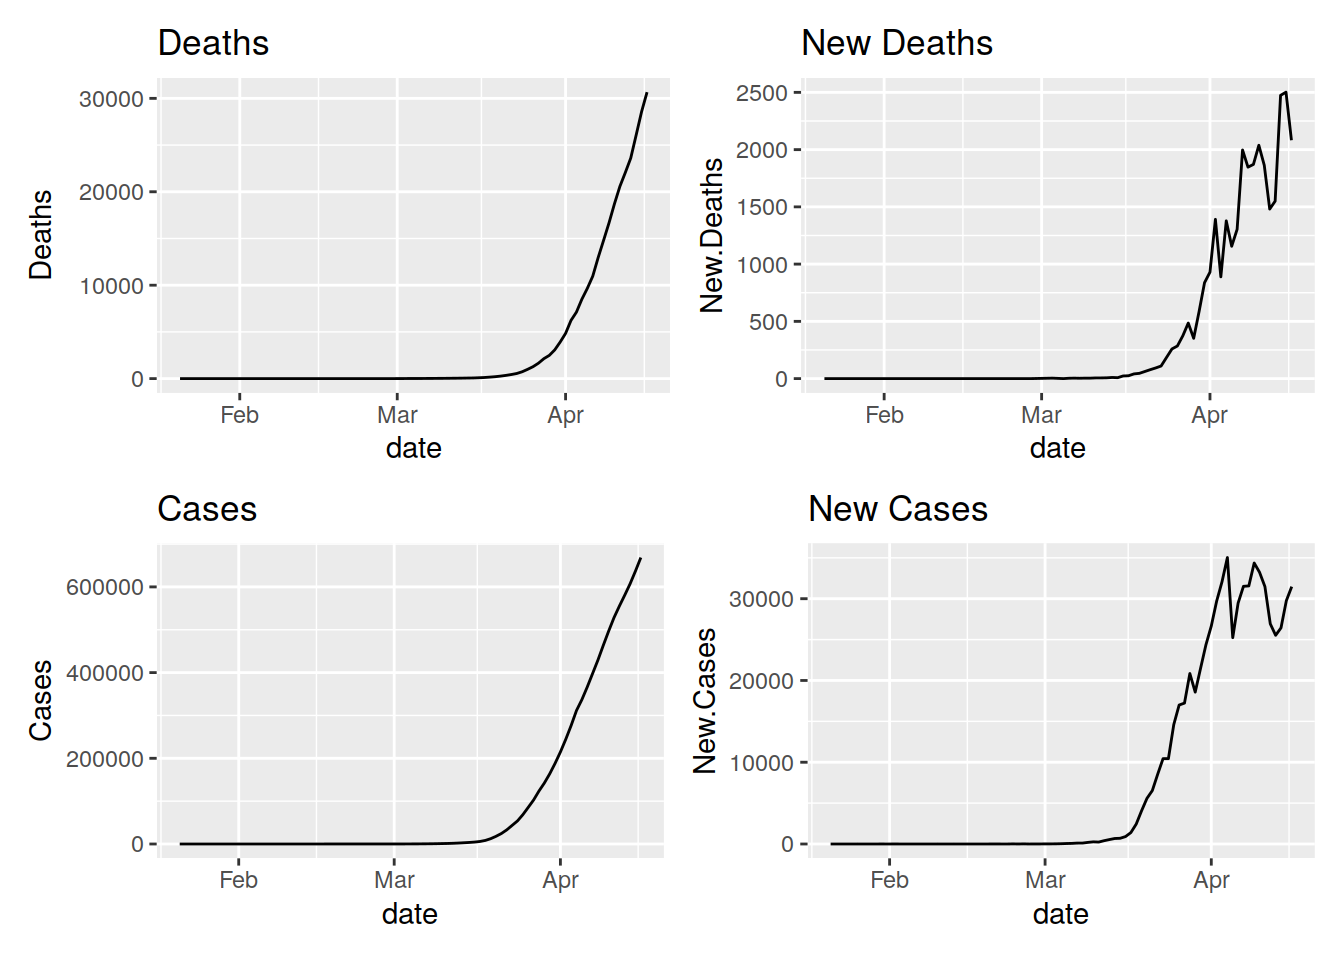 Deaths
30000
20000
10000
0
Deaths
Feb Mar Apr
date
New Deaths
2500
2000
1500
1000
500
0
New.Deaths
Feb Mar Apr
date
Cases
600000
400000
200000
0
Cases
Feb Mar Apr
date
New Cases
30000
20000
10000
0
New.Cases
Feb Mar Apr
date